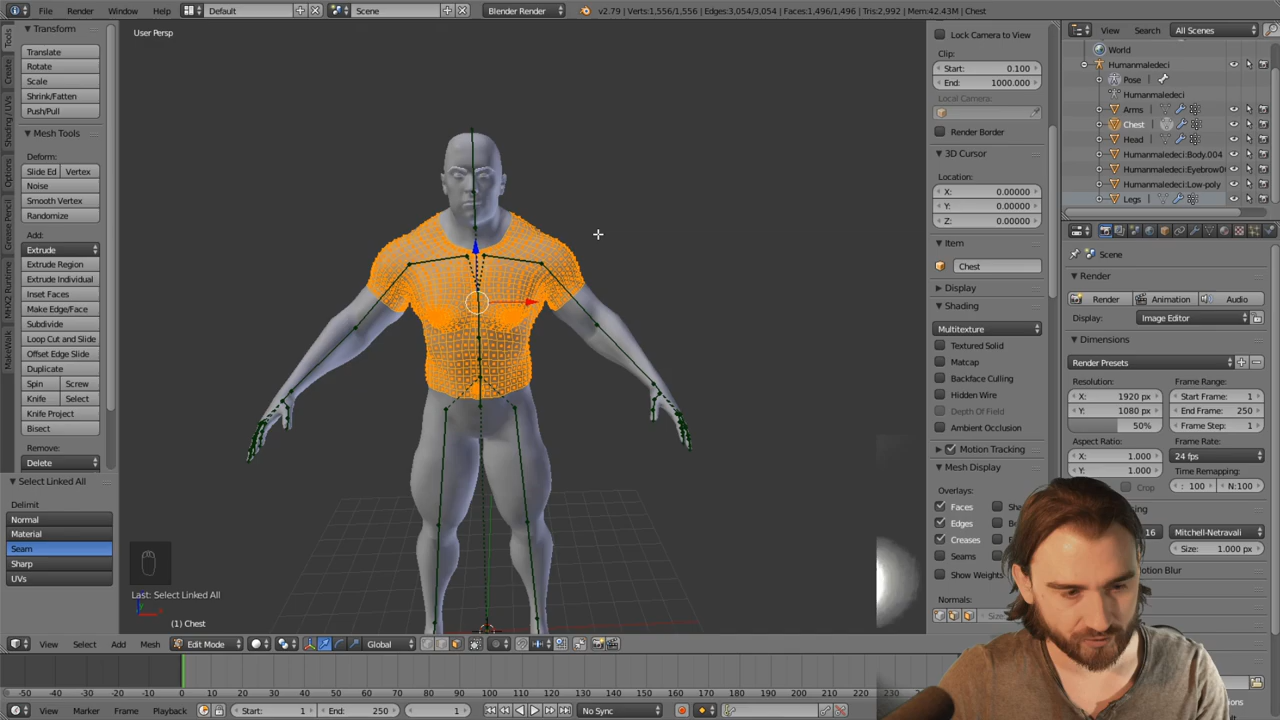 File Render Window Help Default Scene Blender Render v2.79 | Verts:1,556/1,556 | Edges:3,054/3,054 | Faces:1,496/1,496 | Tris:2,992 | Mem:42.43M | Chest
Tools
Create
Shading / UVs
Options
Grease Pencil
MHX2 Runtime
MakeWalk
Transform
Translate
Rotate
Scale
Shrink/Fatten
Push/Pull
Mesh Tools
Deform:
Slide Ed Vertex
Noise
Smooth Vertex
Randomize
Add:
Extrude
Extrude Region
Extrude Individual
Inset Faces
Make Edge/Face
Subdivide
Loop Cut and Slide
Offset Edge Slide
Duplicate
Spin Screw
Knife Select
Knife Project
Bisect
Remove:
Delete
Select Linked All
Delimit
Normal
Material
Seam
Sharp
UVs
User Persp
Last: Select Linked All
(1) Chest
View Select Add Mesh Edit Mode Global
Lock Camera to View
Clip:
Start: 0.100
End: 1000.000
Local Camera:
Render Border
3D Cursor
Location:
X: 0.00000
Y: 0.00000
Z: 0.00000
Item
Chest
Display
Shading
Multitexture
Textured Solid
Matcap
Backface Culling
Hidden Wire
Depth Of Field
Ambient Occlusion
Motion Tracking
Mesh Display
Overlays:
Faces
Edges
Creases
Seams
Show Weights
Normals:
View Search All Scenes
World
Humanmaledeci
Pose
Humanmaledeci
Arms
Chest
Head
Humanmaledeci:Body.004
Humanmaledeci:Eyebrow0
Humanmaledeci:Low-poly
Legs
Scene
Render
Render Animation Audio
Display: Image Editor
Dimensions
Render Presets
Resolution: Frame Range:
X: 1920 px Start Frame: 1
Y: 1080 px End Frame: 250
50% Frame Step: 1
Aspect Ratio: Frame Rate:
X: 1.000 24 fps
Y: 1.000 Time Remapping:
: 100 N:100
Crop
16 Mitchell-Netravali
Size: 1.000 px
otion Blur
-50 -40 -30 -20 -10 0 10 20 30 40 50 60 70 80 90 100 110 120 130 140 150 160 170 180 190 200 210 220 230
View Marker Frame Playback Start: 1 End: 250 1 No Sync